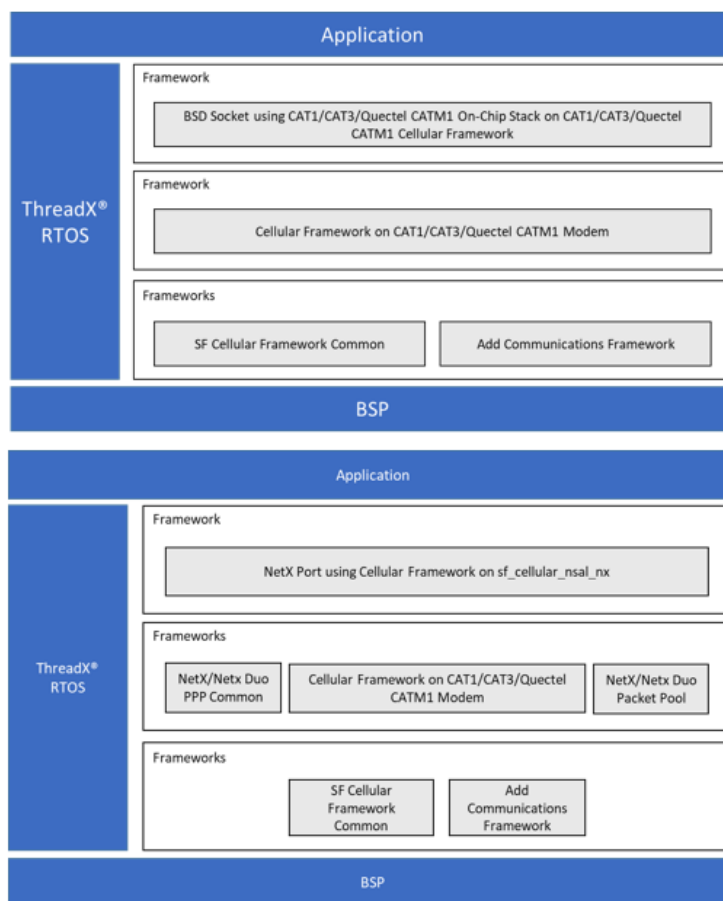 Application
Framework
BSD Socket using CAT1/CAT3/Quectel CATM1 On-Chip Stack on CAT1/CAT3/Quectel
CATM1 Cellular Framework
ThreadX®
RTOS
Framework
Cellular Framework on CAT1/CAT3/Quectel CATM1 Modem
Frameworks
SF Cellular Framework Common
Add Communications Framework
BSP
Application
Framework
NetX Port using Cellular Framework on sf_cellular_nsal_nx
ThreadX®
RTOS
Frameworks
NetX/Netx Duo
PPP Common
Cellular Framework on CAT1/CAT3/Quectel
CATM1 Modem
NetX/Netx Duo
Packet Pool
Frameworks
SF Cellular
Framework
Common
Add
Communications
Framework
BSP